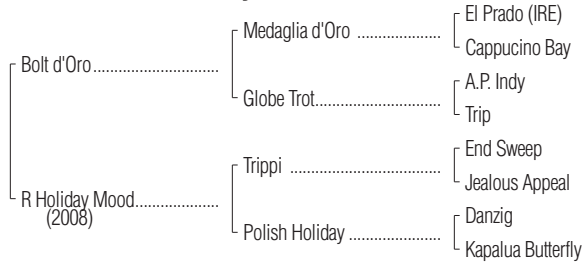 El Prado (IRE)
Medaglia d'Oro ..................
Cappucino Bay
Bolt d'Oro...........................
A.P. Indy
Globe Trot...........................
Trip
End Sweep
Trippi .................................
Jealous Appeal
R Holiday Mood..................
(2008)
Danzig
Polish Holiday ....................
Kapalua Butterfly